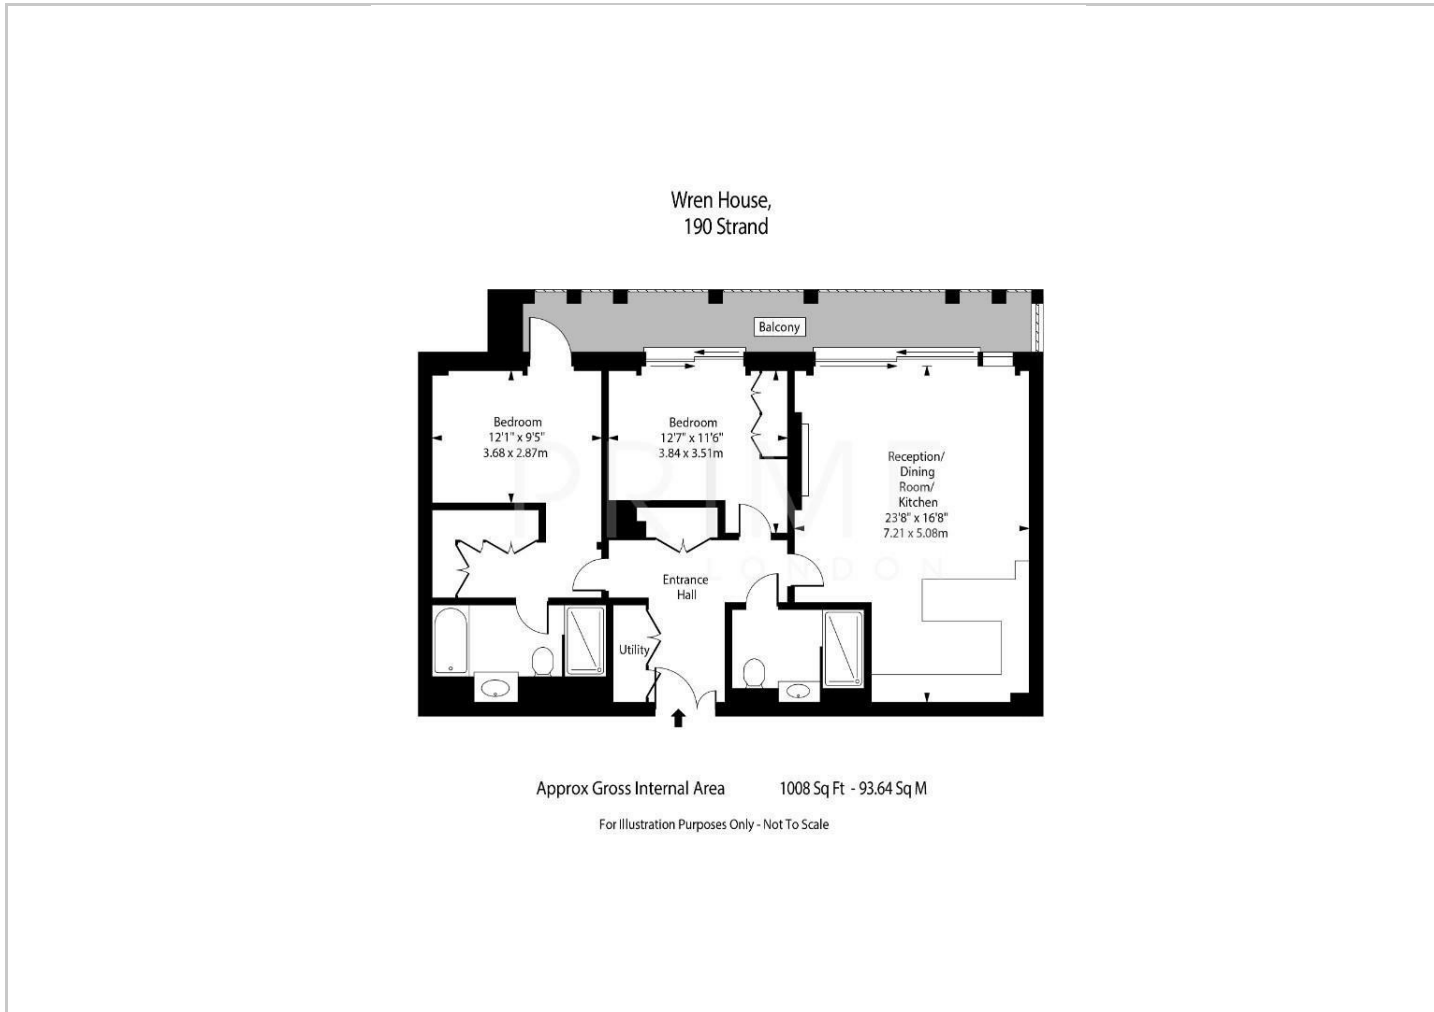 Wren House,
190 Strand
Balcony
Bedroom
12'1" x 9'5"
3.68 x 2.87m
Bedroom
12'7" x 11'6"
3.84 x 3.51m
Reception/
Dining
Room/
Kitchen
23'8" x 16'8"
7.21 x 5.08m
PRIME
LONDON
Entrance
Hall
Utility
Approx Gross Internal Area 1008 Sq Ft - 93.64 Sq M
For Illustration Purposes Only - Not To Scale